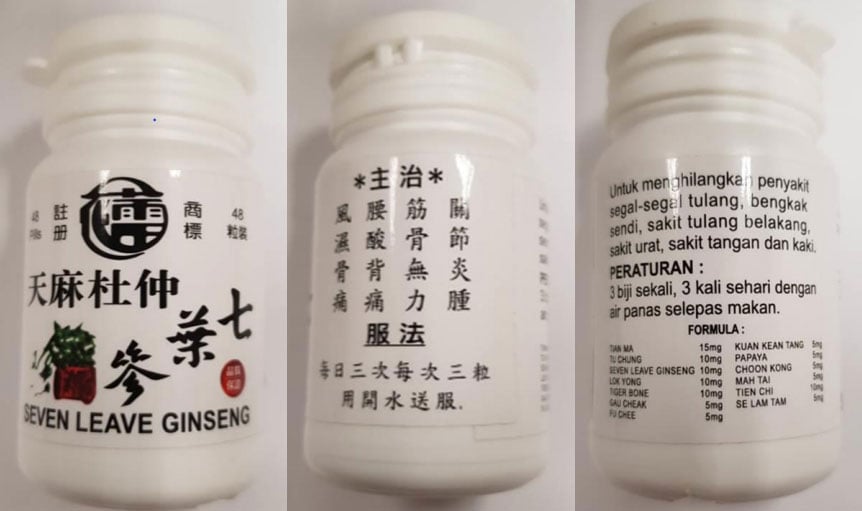 48 Pills
註册
商標
48 粒裝
天麻杜仲
七葉參
品質保證
SEVEN LEAVE GINSENG
*主治*
關節炎腫
筋骨無力
腰酸背痛
風濕骨痛
服法
每日三次每次三粒
用開水送服.
Untuk menghilangkan penyakit
segal-segal tulang, bengkak
sendi, sakit tulang belakang,
sakit urat, sakit tangan dan kaki.
PERATURAN :
3 biji sekali, 3 kali sehari dengan
air panas selepas makan.
FORMULA :
TIAN MA 15mg
TU CHUNG 10mg
SEVEN LEAVE GINSENG 10mg
LOK YONG 10mg
TIGER BONE 10mg
GAU CHEAK 5mg
FU CHEE 5mg
KUAN KEAN TANG 5mg
PAPAYA 5mg
CHOON KONG 5mg
MAH TAI 5mg
TIEN CHI 10mg
SE LAM TAM 5mg